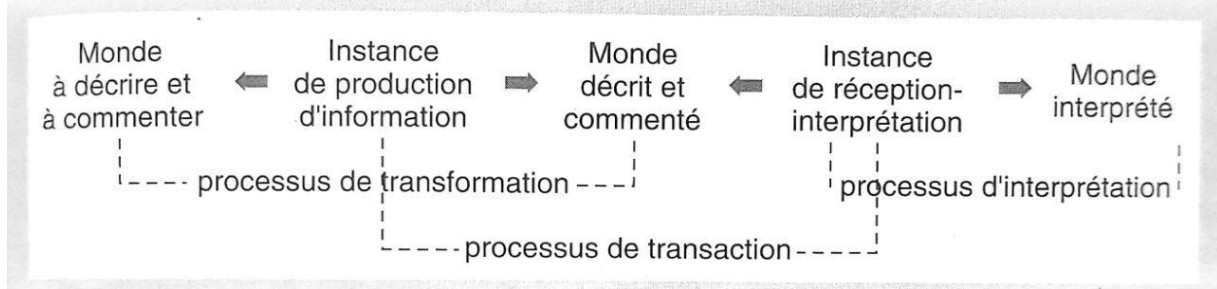 Monde
à décrire et
à commenter
Instance
de production
d'information
Monde
décrit et
commenté
Instance
de réception-
interprétation
Monde
interprété
processus de transformation
processus d'interprétation
processus de transaction